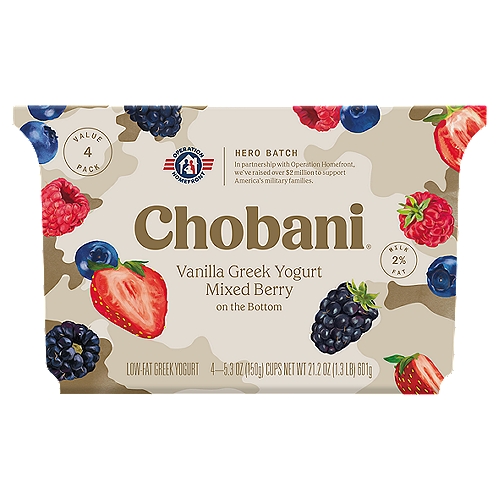 VALUE
4
PACK
OPERATION
HOMEFRONT
HERO BATCH
In partnership with Operation Homefront,
we've raised over $2 million to support
America's military families.
Chobani®
MILK
2%
FAT
Vanilla Greek Yogurt
Mixed Berry
on the Bottom
LOW-FAT GREEK YOGURT 4—5.3 OZ (150g) CUPS NET WT 21.2 OZ (1.3 LB) 601g